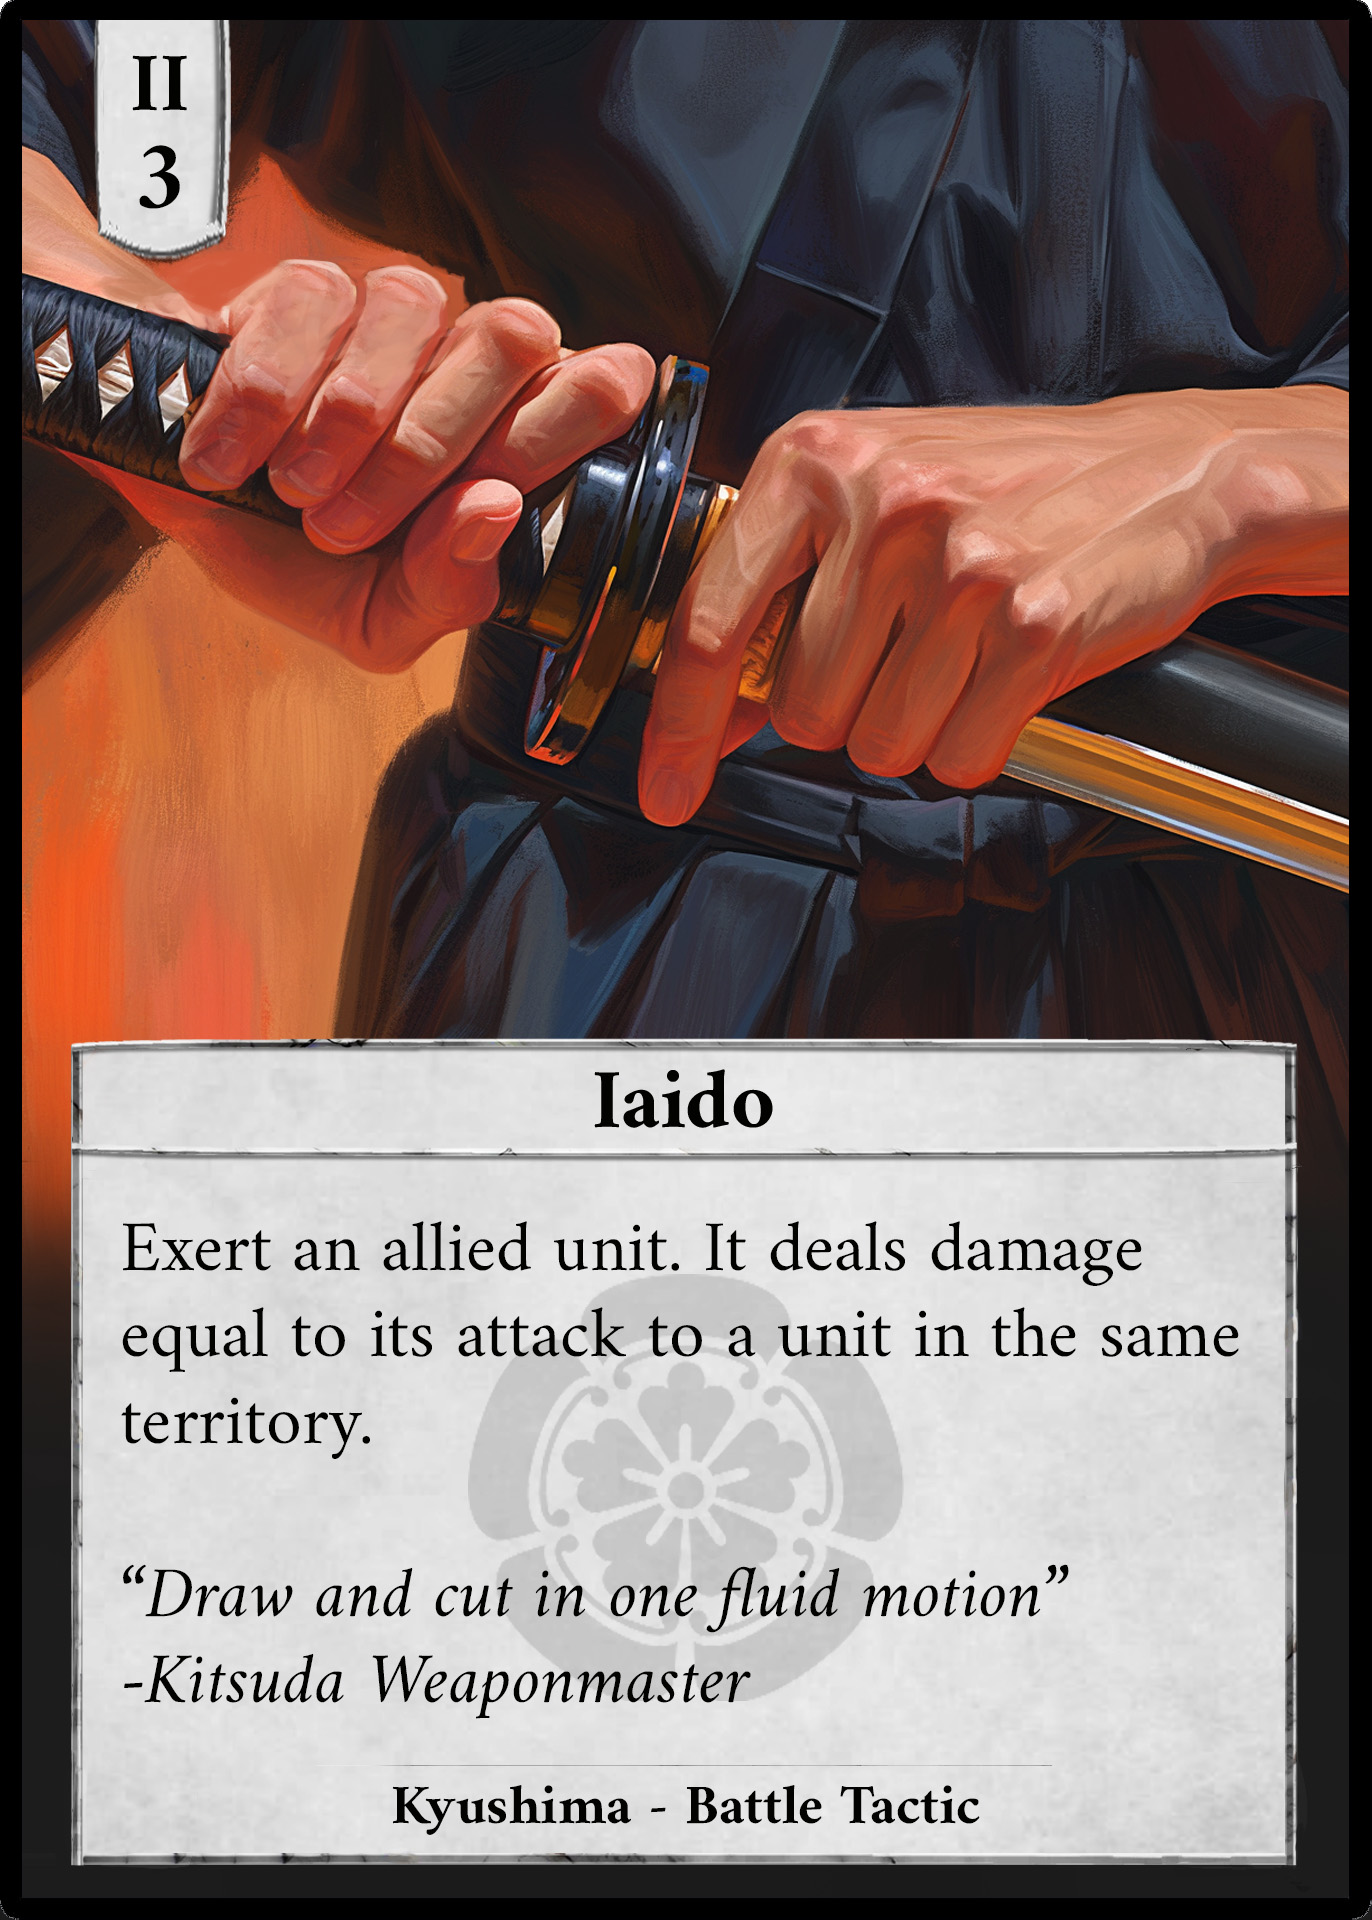 II
3
Iaido
Exert an allied unit. It deals damage
equal to its attack to a unit in the same
territory.
“Draw and cut in one fluid motion”
-Kitsuda Weaponmaster
Kyushima - Battle Tactic